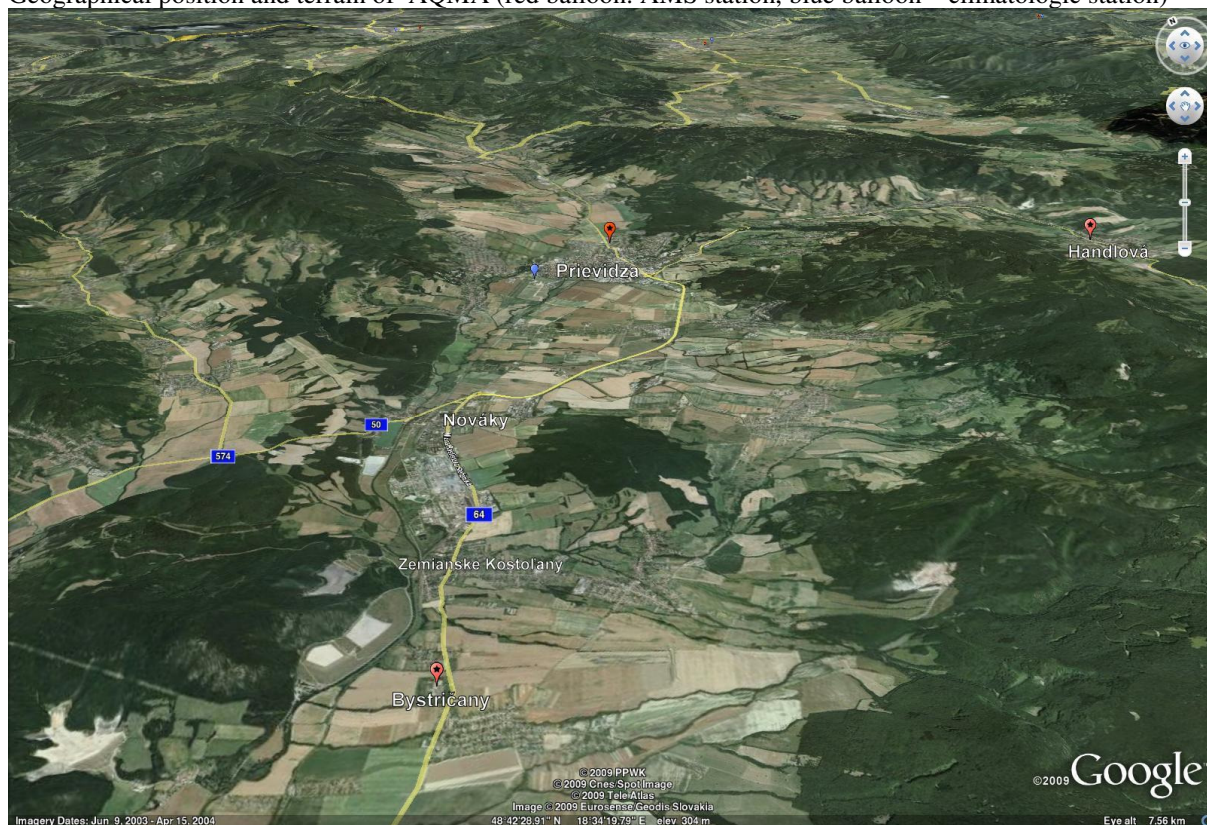 Geographical position and terrain of AQMA (red balloon: AMS station, blue balloon – climatologic station)
N
Handlová
Prievidza
Nováky
50
574
64
Zemianske Kostoľany
Bystričany
©2009 PPWK
©2009 Cnes/Spot Image
©2009 Tele Atlas
Image ©2009 Eurosense/Geodis Slovakia
©2009 Google
Imagery Dates: Jun 9, 2003 - Apr 15, 2004
48°42'28.91" N 18°34'19.79" E elev 304 m
Eye alt 7.56 km